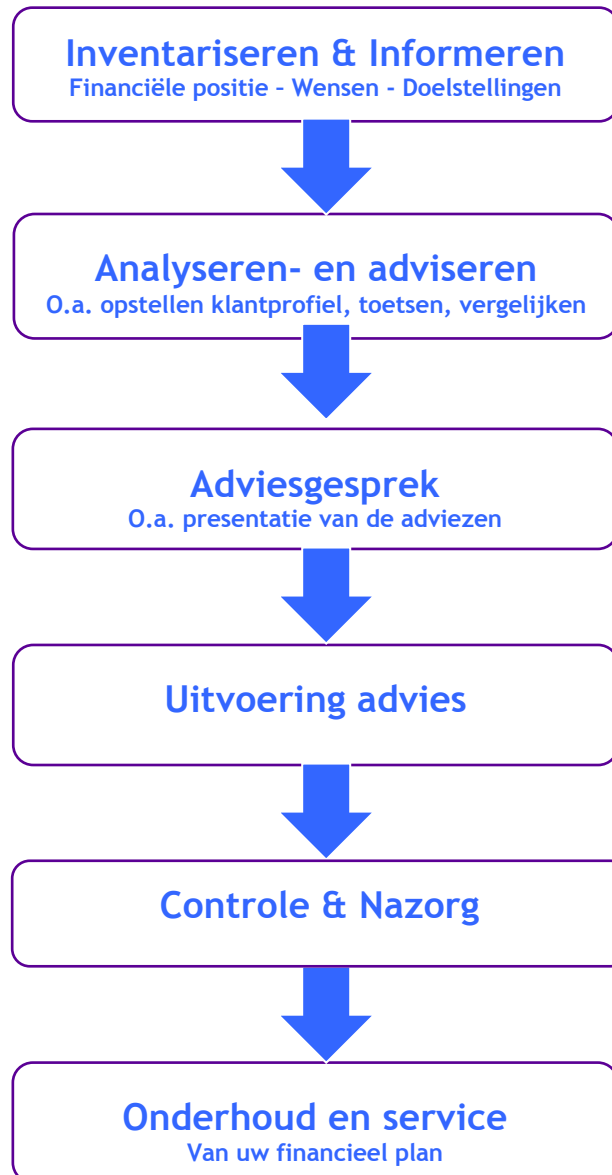 Inventariseren & Informeren
Financiële positie – Wensen - Doelstellingen
Analyseren- en adviseren
O.a. opstellen klantprofiel, toetsen, vergelijken
Adviesgesprek
O.a. presentatie van de adviezen
Uitvoering advies
Controle & Nazorg
Onderhoud en service
Van uw financieel plan